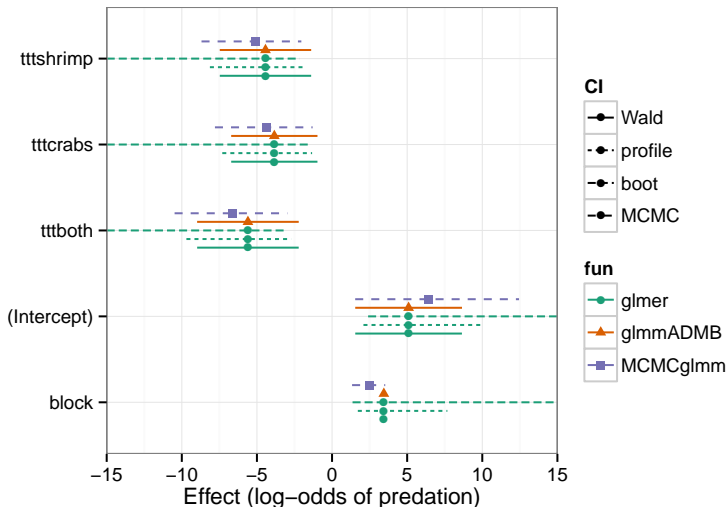 tttshrimp
tttcrabs
tttboth
(Intercept)
block
−15 −10 −5 0 5 10 15
Effect (log−odds of predation)
CI
Wald
profile
boot
MCMC
fun
glmer
glmmADMB
MCMCglmm